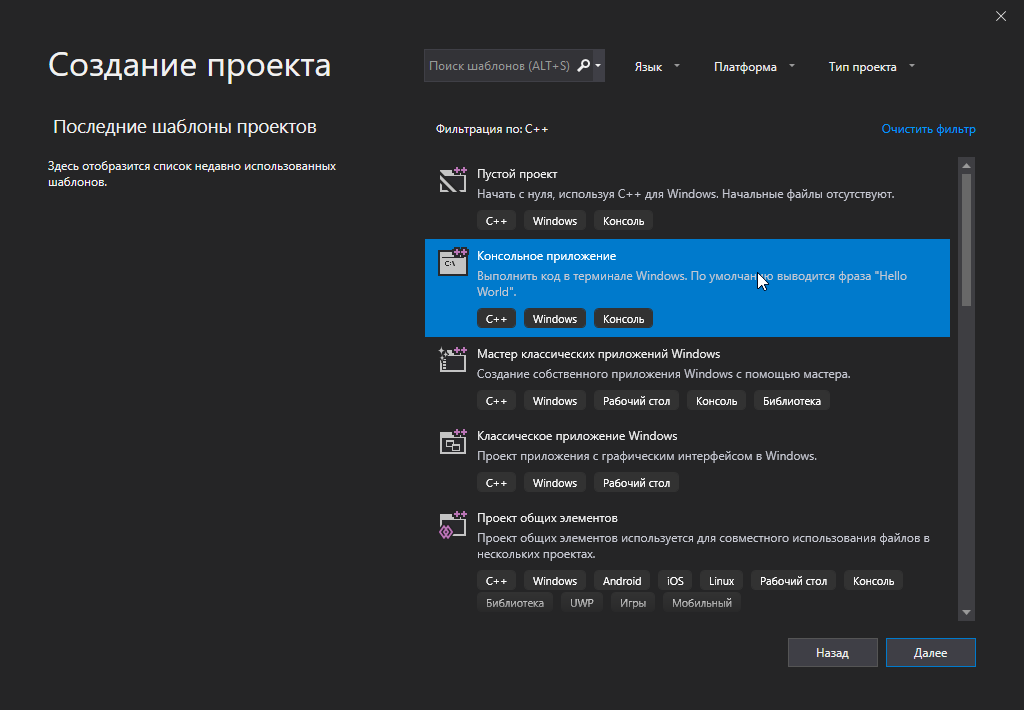 Создание проекта
Поиск шаблонов (ALT+S)
Язык
Платформа
Тип проекта
Последние шаблоны проектов
Здесь отобразится список недавно использованных
шаблонов.
Фильтрация по: C++
Очистить фильтр
Пустой проект
Начать с нуля, используя C++ для Windows. Начальные файлы отсутствуют.
C++ Windows Консоль
C:\
Консольное приложение
Выполнить код в терминале Windows. По умолчанию выводится фраза "Hello
World".
C++ Windows Консоль
Мастер классических приложений Windows
Создание собственного приложения Windows с помощью мастера.
C++ Windows Рабочий стол Консоль Библиотека
Классическое приложение Windows
Проект приложения с графическим интерфейсом в Windows.
C++ Windows Рабочий стол
Проект общих элементов
Проект общих элементов используется для совместного использования файлов в
нескольких проектах.
C++ Windows Android iOS Linux Рабочий стол Консоль
Библиотека UWP Игры Мобильный
Назад
Далее